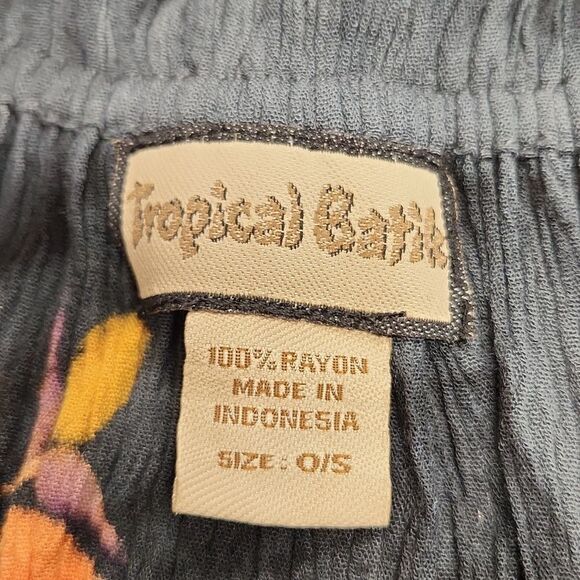 Tropical Batik
100% RAYON
MADE IN
INDONESIA
SIZE: O/S